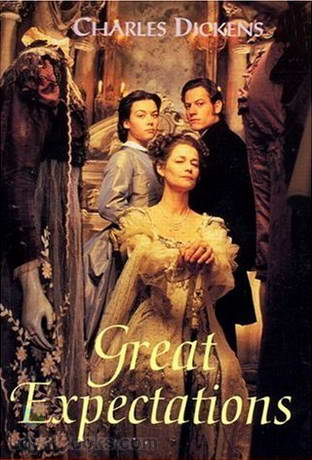 CHARLES DICKENS
Great
Expectations